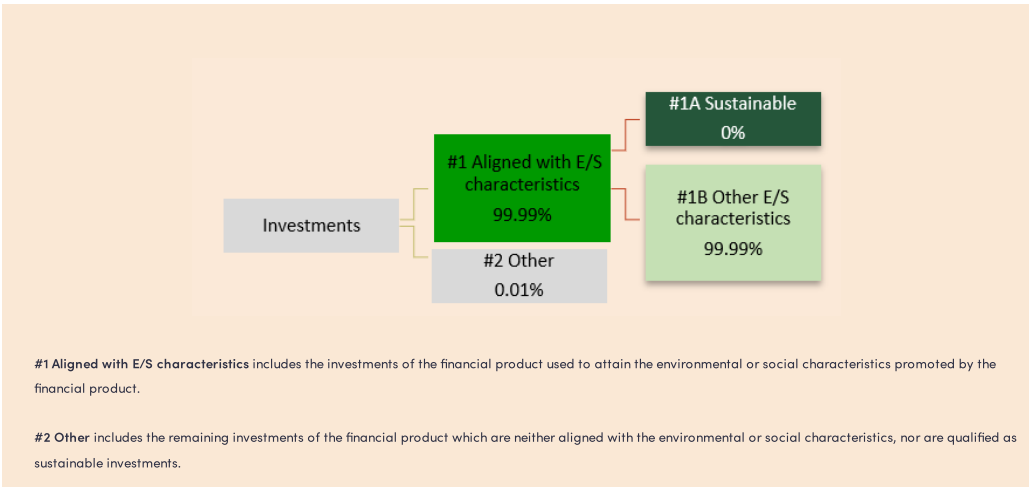 Investments
#1 Aligned with E/S
characteristics
99.99%
#2 Other
0.01%
#1A Sustainable
0%
#1B Other E/S
characteristics
99.99%
#1 Aligned with E/S characteristics includes the investments of the financial product used to attain the environmental or social characteristics promoted by the
financial product.
#2 Other includes the remaining investments of the financial product which are neither aligned with the environmental or social characteristics, nor are qualified as
sustainable investments.